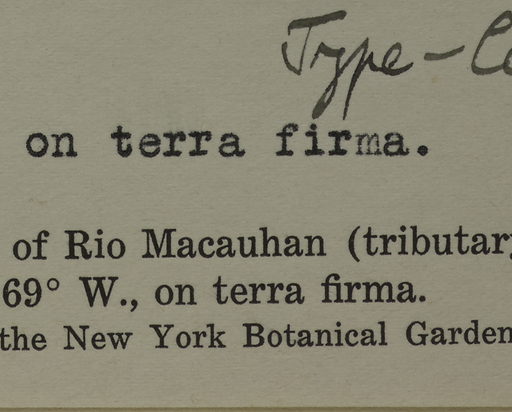 Type-
on terra firma.
of Rio Macauhan (tributary
69° W., on terra firma.
the New York Botanical Garden